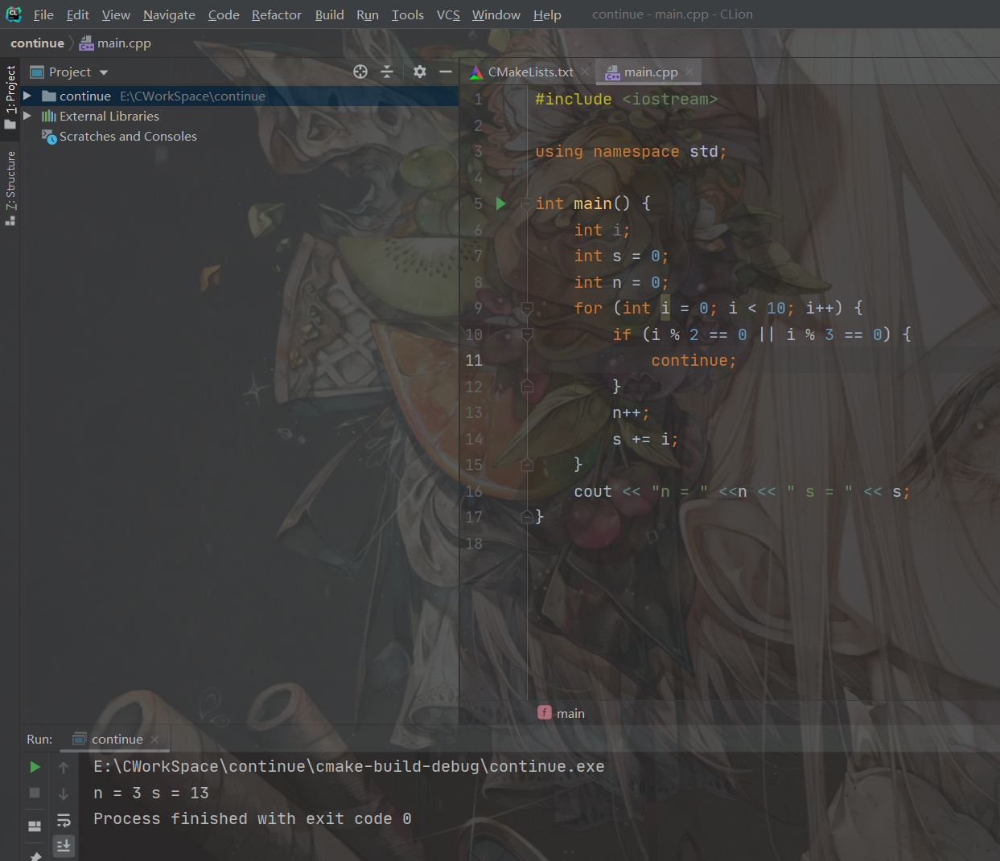 File Edit View Navigate Code Refactor Build Run Tools VCS Window Help continue - main.cpp - CLion
continue main.cpp
1: Project
7: Structure
Project
continue E:\CWorkSpace\continue
External Libraries
Scratches and Consoles
CMakeLists.txt main.cpp
1 #include <iostream>
2
3 using namespace std;
4
5 int main() {
6 int i;
7 int s = 0;
8 int n = 0;
9 for (int i = 0; i < 10; i++) {
10 if (i % 2 == 0 || i % 3 == 0) {
11 continue;
12 }
13 n++;
14 s += i;
15 }
16 cout << "n = " <<n << " s = " << s;
17 }
18
f main
Run: continue
E:\CWorkSpace\continue\cmake-build-debug\continue.exe
n = 3 s = 13
Process finished with exit code 0